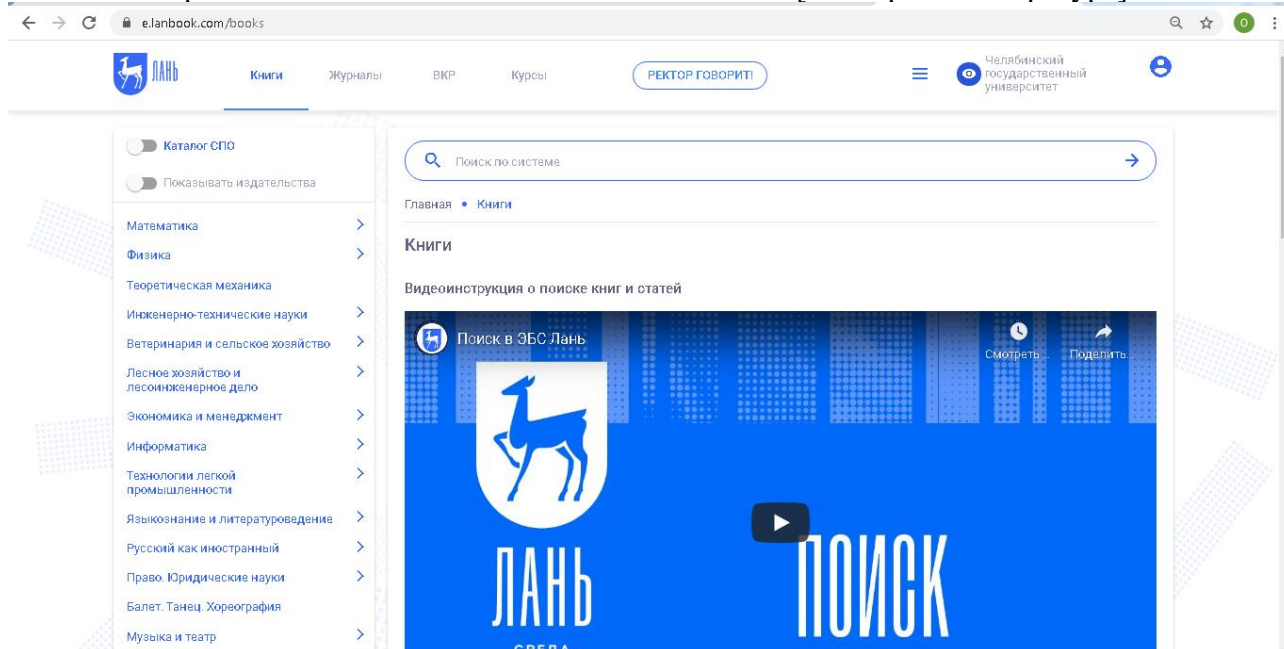 e.lanbook.com/books
О
ЛАНЬ
Книги
Журналы
ВКР
Курсы
РЕКТОР ГОВОРИТ!
Челябинский
государственный
университет
Каталог СПО
Показывать издательства
Математика
Физика
Теоретическая механика
Инженерно-технические науки
Ветеринария и сельское хозяйство
Лесное хозяйство и
лесоинженерное дело
Экономика и менеджмент
Информатика
Технологии легкой
промышленности
Языкознание и литературоведение
Русский как иностранный
Право. Юридические науки
Балет. Танец. Хореография
Музыка и театр
Поиск по системе
Главная • Книги
Книги
Видеоинструкция о поиске книг и статей
Поиск в ЭБС Лань
Смотреть...
Поделить...
ЛАНЬ
ПОИСК